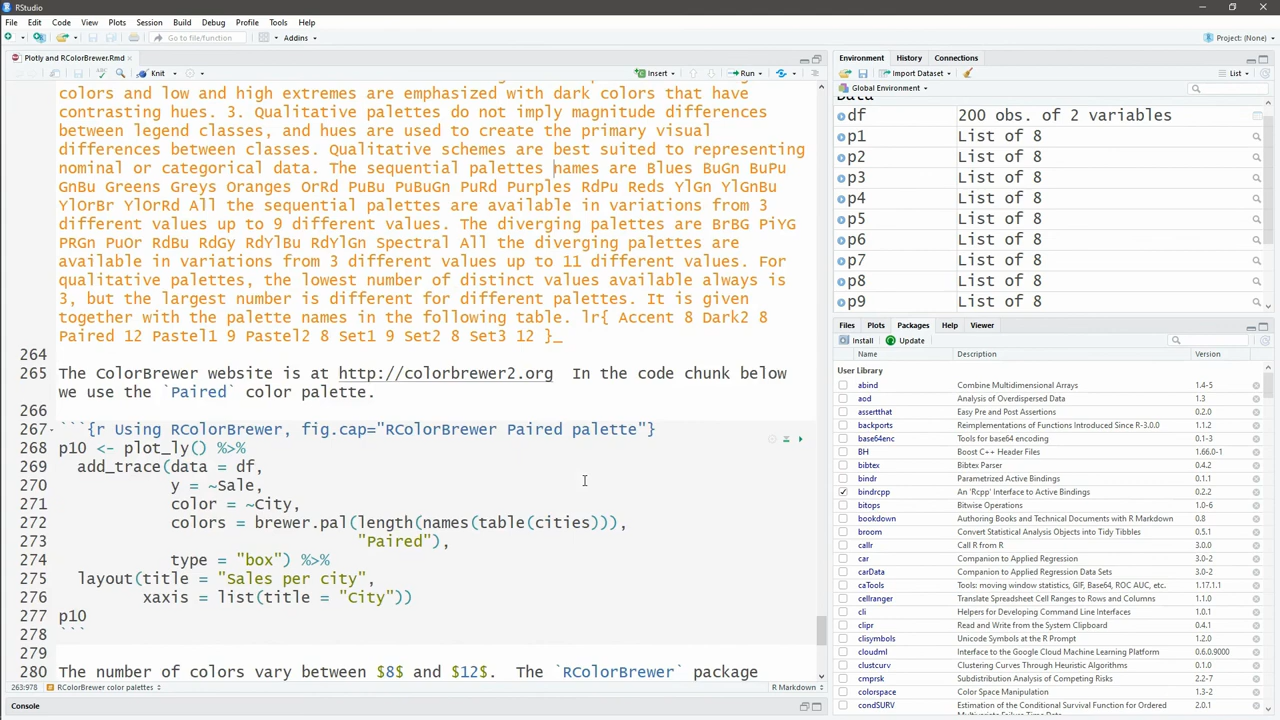 RStudio
File Edit Code View Plots Session Build Debug Profile Tools Help
Go to file/function Addins Project: (None)
Plotly and RColorBrewer.Rmd
Knit Insert Run
colors and low and high extremes are emphasized with dark colors that have
contrasting hues. 3. Qualitative palettes do not imply magnitude differences
between legend classes, and hues are used to create the primary visual
differences between classes. Qualitative schemes are best suited to representing
nominal or categorical data. The sequential palettes names are Blues BuGn BuPu
GnBu Greens Greys Oranges OrRd PuBu PuBuGn PuRd Purples RdPu Reds YlGn YlGnBu
YlOrBr YlOrRd All the sequential palettes are available in variations from 3
different values up to 9 different values. The diverging palettes are BrBG PiYG
PRGn PuOr RdBu RdGy RdYlBu RdYlGn Spectral All the diverging palettes are
available in variations from 3 different values up to 11 different values. For
qualitative palettes, the lowest number of distinct values available always is
3, but the largest number is different for different palettes. It is given
together with the palette names in the following table. lr{ Accent 8 Dark2 8
Paired 12 Pastel1 9 Pastel2 8 Set1 9 Set2 8 Set3 12 }_
264
265 The ColorBrewer website is at http://colorbrewer2.org In the code chunk below
we use the `Paired` color palette.
266
267 ```{r Using RColorBrewer, fig.cap="RColorBrewer Paired palette"}
268 p10 <- plot_ly() %>%
269 add_trace(data = df,
270 y = ~Sale,
271 color = ~City,
272 colors = brewer.pal(length(names(table(cities))),
273 "Paired"),
274 type = "box") %>%
275 layout(title = "Sales per city",
276 xaxis = list(title = "City"))
277 p10
278 ```
279
280 The number of colors vary between $8$ and $12$. The `RColorBrewer` package
263:978 RColorBrewer color palettes R Markdown
Console
Environment History Connections
Import Dataset List
Global Environment
Data
df 200 obs. of 2 variables
p1 List of 8
p2 List of 8
p3 List of 8
p4 List of 8
p5 List of 8
p6 List of 8
p7 List of 8
p8 List of 8
p9 List of 8
Files Plots Packages Help Viewer
Install Update
Name Description Version
User Library
abind Combine Multidimensional Arrays 1.4-5
aod Analysis of Overdispersed Data 1.3
assertthat Easy Pre and Post Assertions 0.2.0
backports Reimplementations of Functions Introduced Since R-3.0.0 1.1.2
base64enc Tools for base64 encoding 0.1-3
BH Boost C++ Header Files 1.66.0-1
bibtex Bibtex Parser 0.4.2
bindr Parametrized Active Bindings 0.1.1
bindrcpp An 'Rcpp' Interface to Active Bindings 0.2.2
bitops Bitwise Operations 1.0-6
bookdown Authoring Books and Technical Documents with R Markdown 0.8
broom Convert Statistical Analysis Objects into Tidy Tibbles 0.5.1
callr Call R from R 3.0.0
car Companion to Applied Regression 3.0-2
carData Companion to Applied Regression Data Sets 3.0-2
caTools Tools: moving window statistics, GIF, Base64, ROC AUC, etc. 1.17.1.1
cellranger Translate Spreadsheet Cell Ranges to Rows and Columns 1.1.0
cli Helpers for Developing Command Line Interfaces 1.0.1
clipr Read and Write from the System Clipboard 0.4.1
clisymbols Unicode Symbols at the R Prompt 1.2.0
cloudml Interface to the Google Cloud Machine Learning Platform 0.6.0.9000
clustcurv Clustering Curves Through Heuristic Algorithms
cmprsk Subdistribution Analysis of Competing Risks 2.2-7
colorspace Color Space Manipulation 1.3-2
condSURV Estimation of the Conditional Survival Function for Ordered